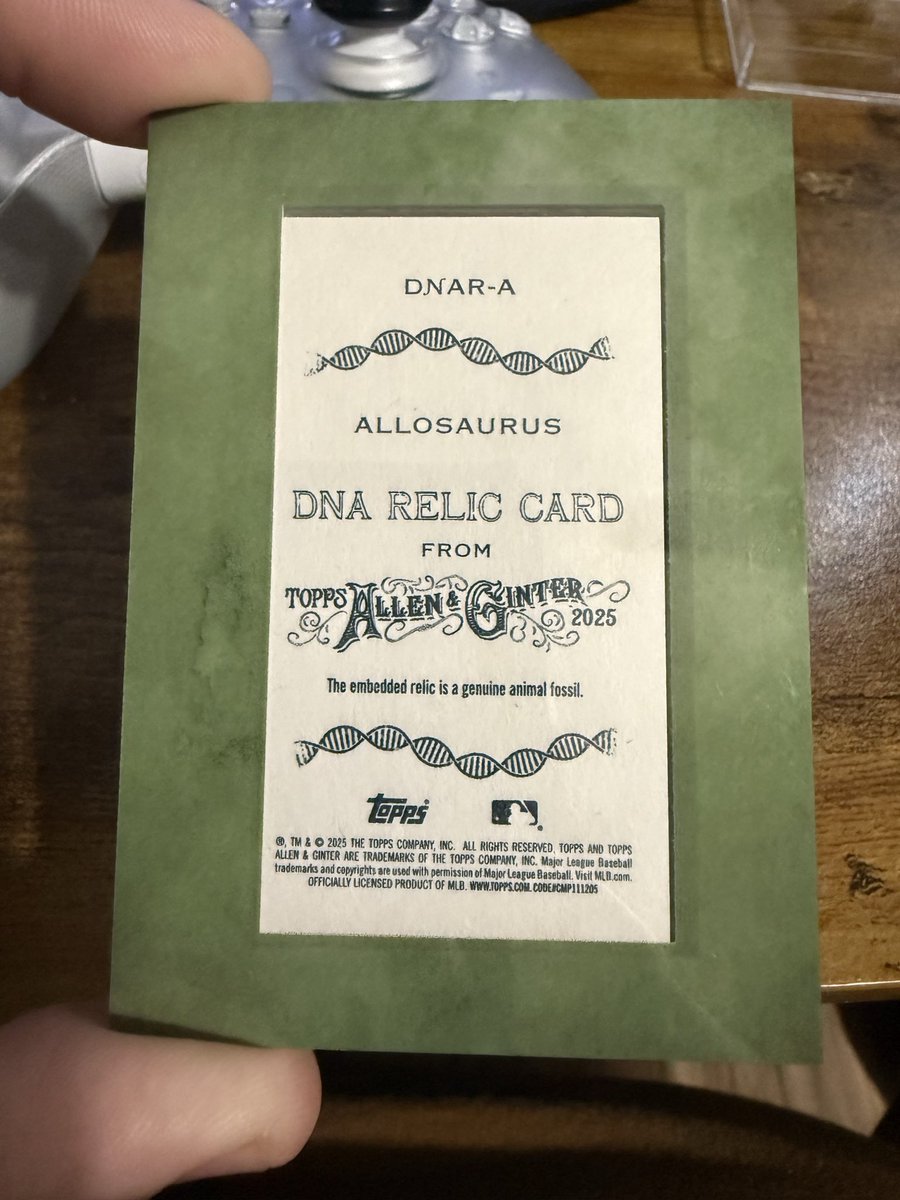 DNAR-A
ALLOSAURUS
DNA RELIC CARD
FROM
TOPPS ALLEN & GINTER 2025
The embedded relic is a genuine animal fossil.
topps®
®, TM & © 2025 THE TOPPS COMPANY, INC. ALL RIGHTS RESERVED, TOPPS AND TOPPS
ALLEN & GINTER ARE TRADEMARKS OF THE TOPPS COMPANY, INC. Major League Baseball
trademarks and copyrights are used with permission of Major League Baseball. Visit MLB.com.
OFFICIALLY LICENSED PRODUCT OF MLB. WWW.TOPPS.COM. CODE#CMP111205